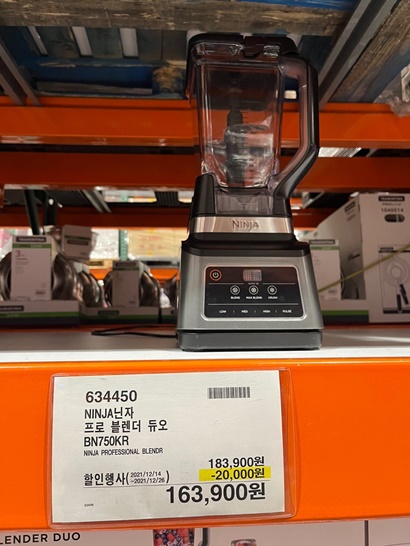 TRAMONTINA
NINJA
BLEND
MAX BLEND
CRUSH
LOW
MED
HIGH
PULSE
634450
NINJA닌자
프로 블렌더 듀오
BN750KR
NINJA PROFESSIONAL BLENDR
183,900원
할인행사(2021/12/14
~2021/12/26) -20,000원
163,900원
LENDER DUO